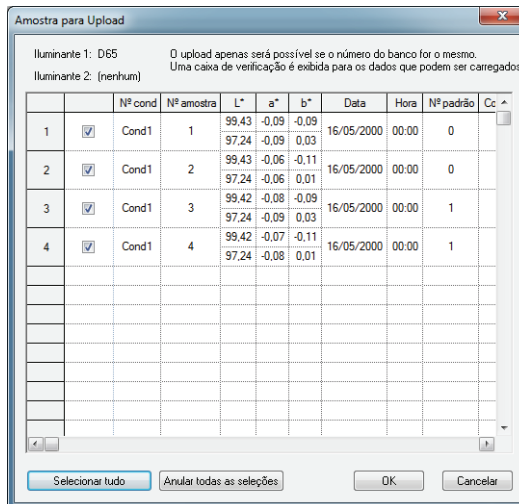 Amostra para Upload
Iluminante 1: D65
O upload apenas será possível se o número do banco for o mesmo.
Uma caixa de verificação é exibida para os dados que podem ser carregados
Iluminante 2: (nenhum)
Nº cond Nº amostra L* a* b* Data Hora Nº padrão Co
1 Cond1 1 99,43 -0,09 -0,09 16/05/2000 00:00 0
97,24 -0,09 0,03
2 Cond1 2 99,43 -0,06 -0,11 16/05/2000 00:00 0
97,24 -0,06 0,01
3 Cond1 3 99,42 -0,08 -0,09 16/05/2000 00:00 1
97,24 -0,09 0,03
4 Cond1 4 99,42 -0,07 -0,11 16/05/2000 00:00 1
97,24 -0,08 0,01
Selecionar tudo Anular todas as seleções OK Cancelar